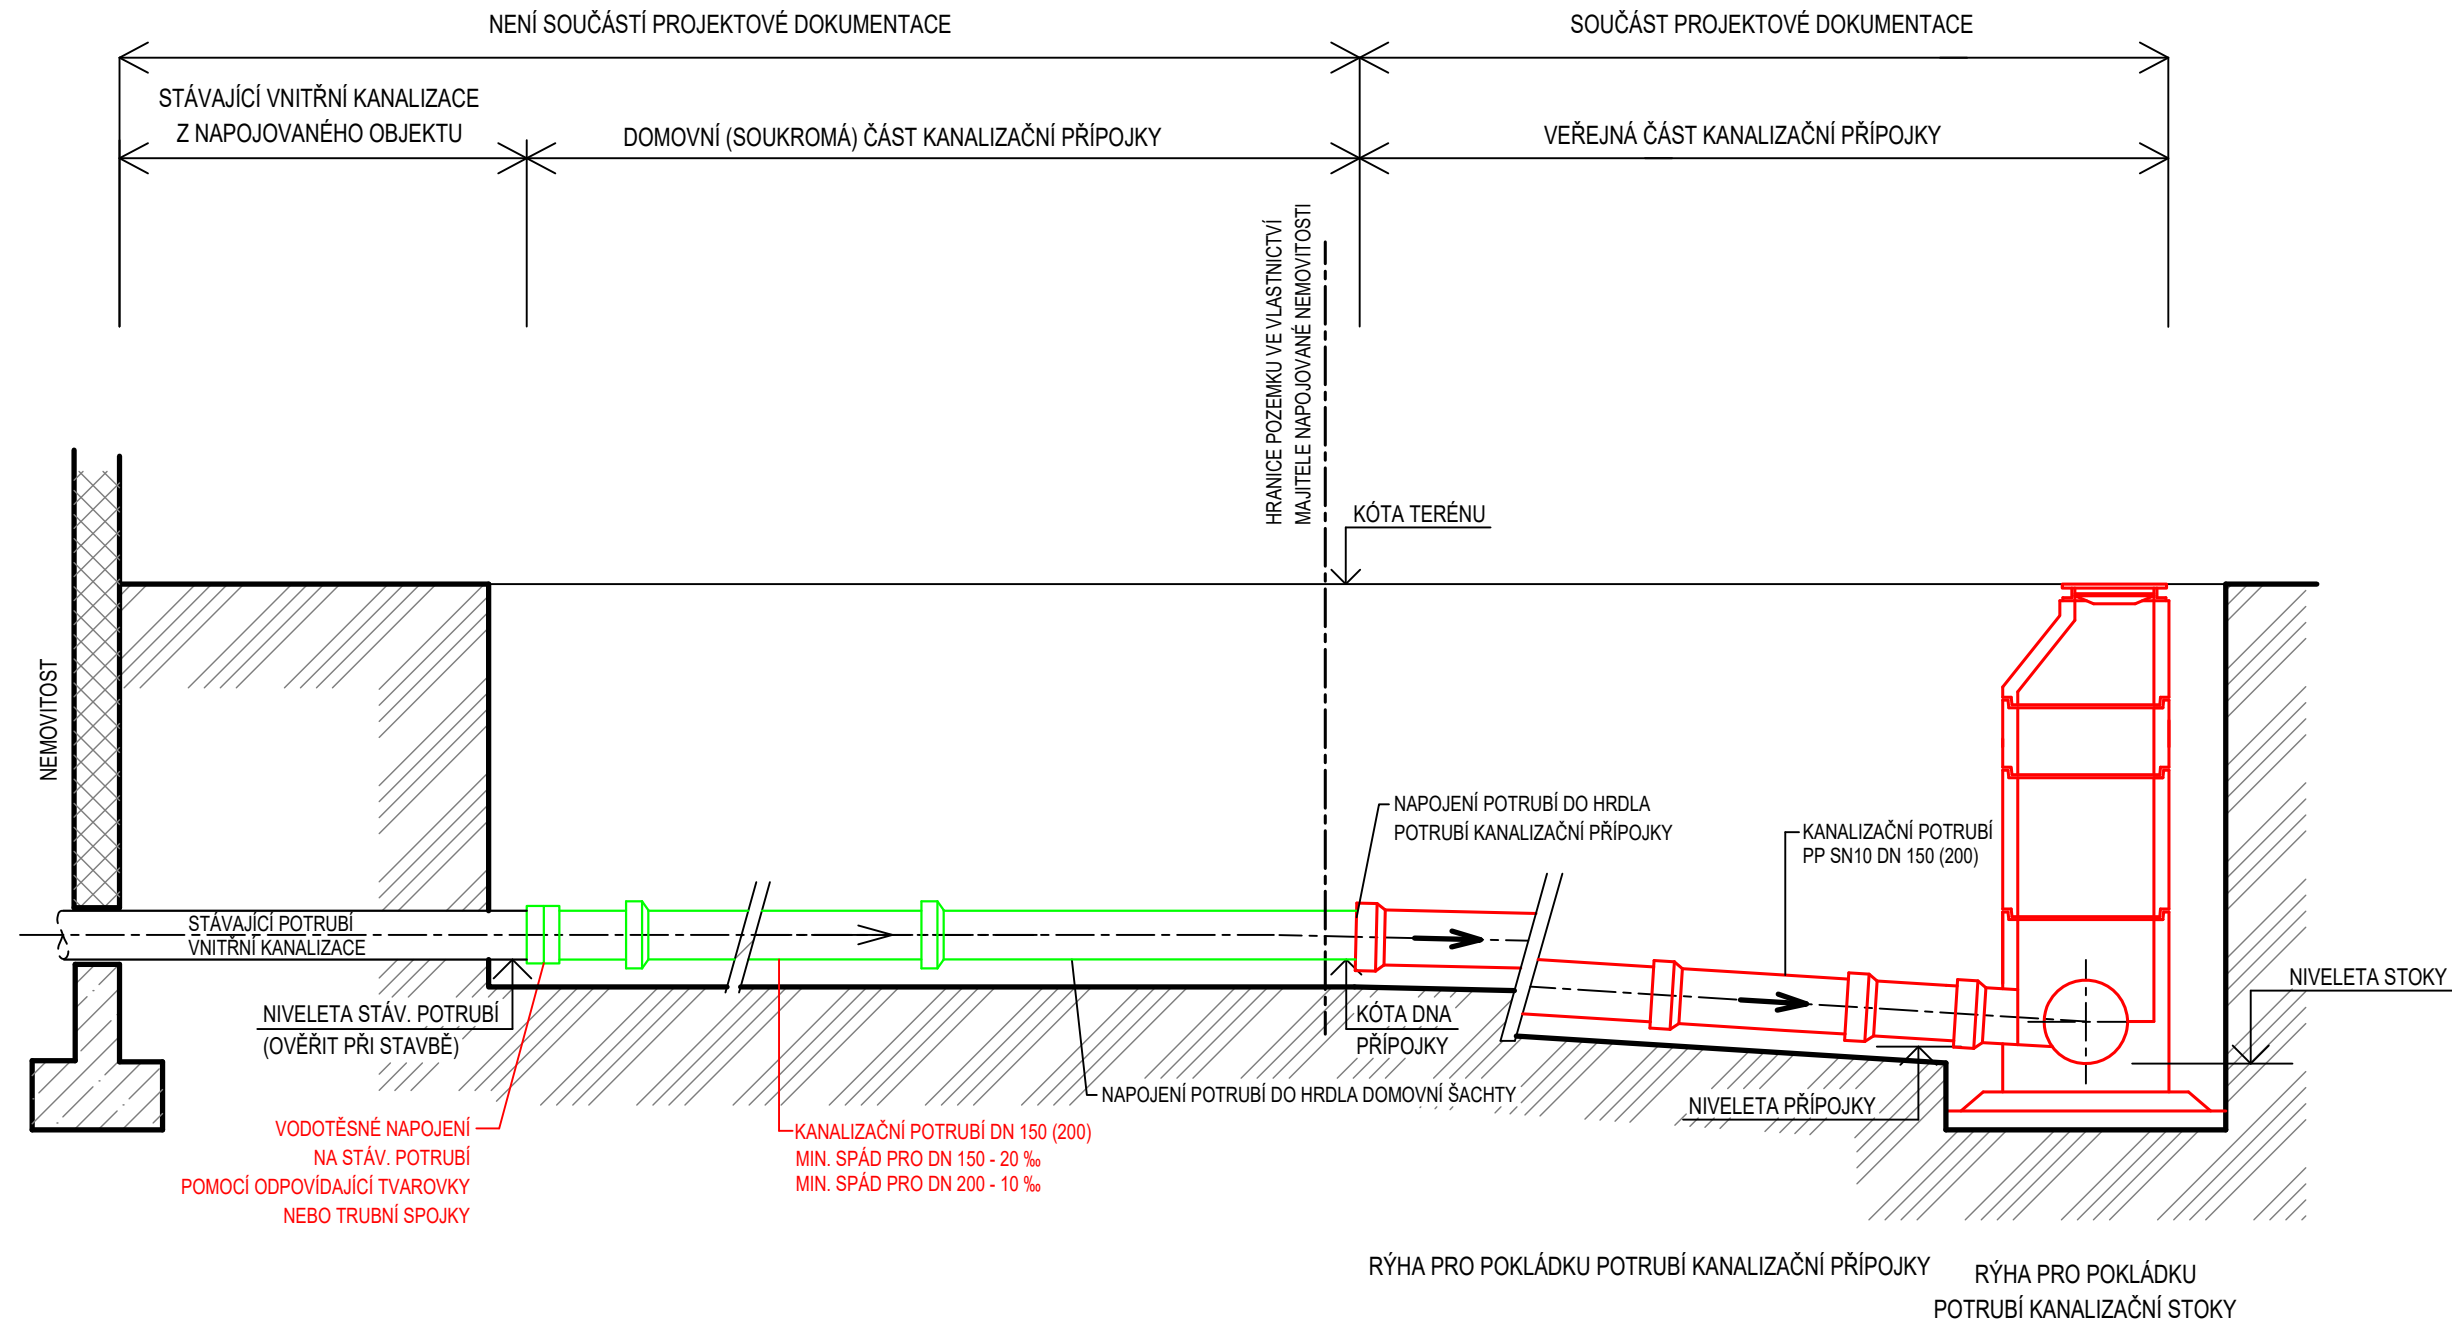 NENÍ SOUČÁSTÍ PROJEKTOVÉ DOKUMENTACE
SOUČÁST PROJEKTOVÉ DOKUMENTACE
STÁVAJÍCÍ VNITŘNÍ KANALIZACE
Z NAPOJOVANÉHO OBJEKTU
DOMOVNÍ (SOUKROMÁ) ČÁST KANALIZAČNÍ PŘÍPOJKY
VEŘEJNÁ ČÁST KANALIZAČNÍ PŘÍPOJKY
HRANICE POZEMKU VE VLASTNICTVÍ
MAJITELE NAPOJOVANÉ NEMOVITOSTI
KÓTA TERÉNU
NEMOVITOST
NAPOJENÍ POTRUBÍ DO HRDLA
POTRUBÍ KANALIZAČNÍ PŘÍPOJKY
KANALIZAČNÍ POTRUBÍ
PP SN10 DN 150 (200)
STÁVAJÍCÍ POTRUBÍ
VNITŘNÍ KANALIZACE
NIVELETA STOKY
NIVELETA STÁV. POTRUBÍ
(OVĚŘIT PŘI STAVBĚ)
KÓTA DNA
PŘÍPOJKY
NAPOJENÍ POTRUBÍ DO HRDLA DOMOVNÍ ŠACHTY
NIVELETA PŘÍPOJKY
VODOTĚSNÉ NAPOJENÍ
NA STÁV. POTRUBÍ
POMOCÍ ODPOVÍDAJÍCÍ TVAROVKY
NEBO TRUBNÍ SPOJKY
KANALIZAČNÍ POTRUBÍ DN 150 (200)
MIN. SPÁD PRO DN 150 - 20 ‰
MIN. SPÁD PRO DN 200 - 10 ‰
RÝHA PRO POKLÁDKU POTRUBÍ KANALIZAČNÍ PŘÍPOJKY
RÝHA PRO POKLÁDKU
POTRUBÍ KANALIZAČNÍ STOKY